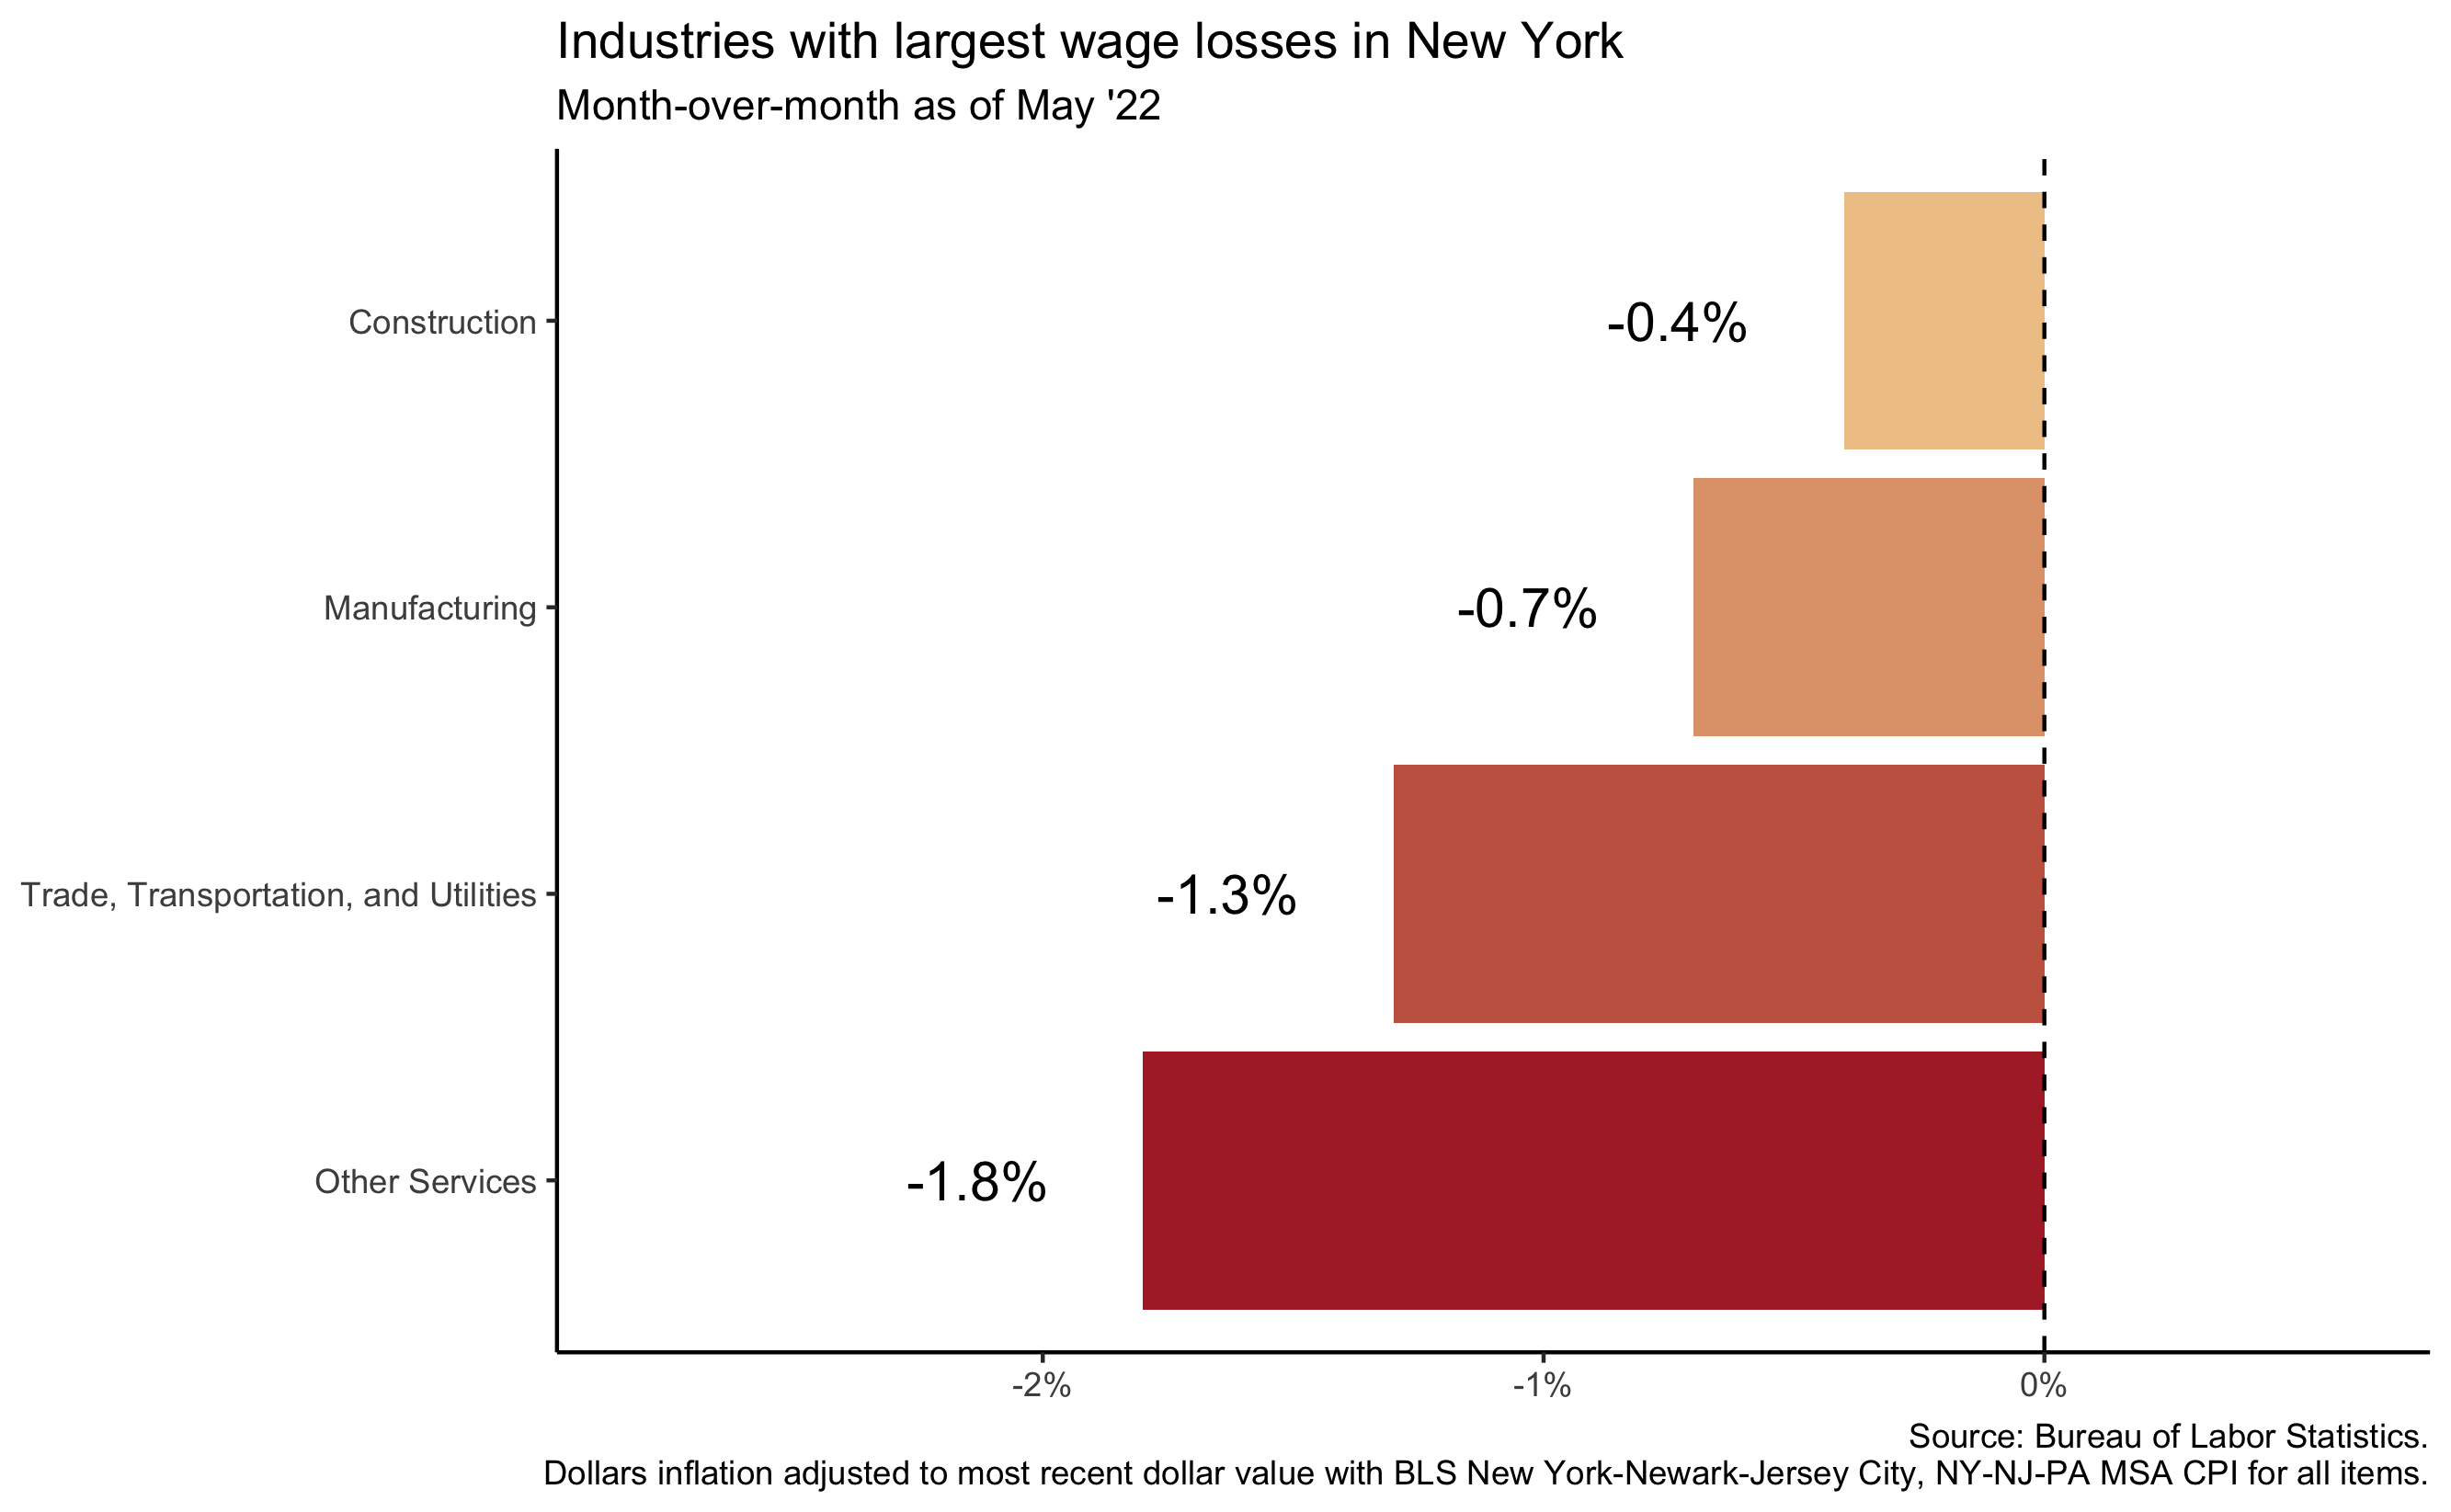 Industries with largest wage losses in New York
Month-over-month as of May '22
Construction
-0.4%
Manufacturing
-0.7%
Trade, Transportation, and Utilities
-1.3%
Other Services
-1.8%
-2%
-1%
0%
Source: Bureau of Labor Statistics.
Dollars inflation adjusted to most recent dollar value with BLS New York-Newark-Jersey City, NY-NJ-PA MSA CPI for all items.